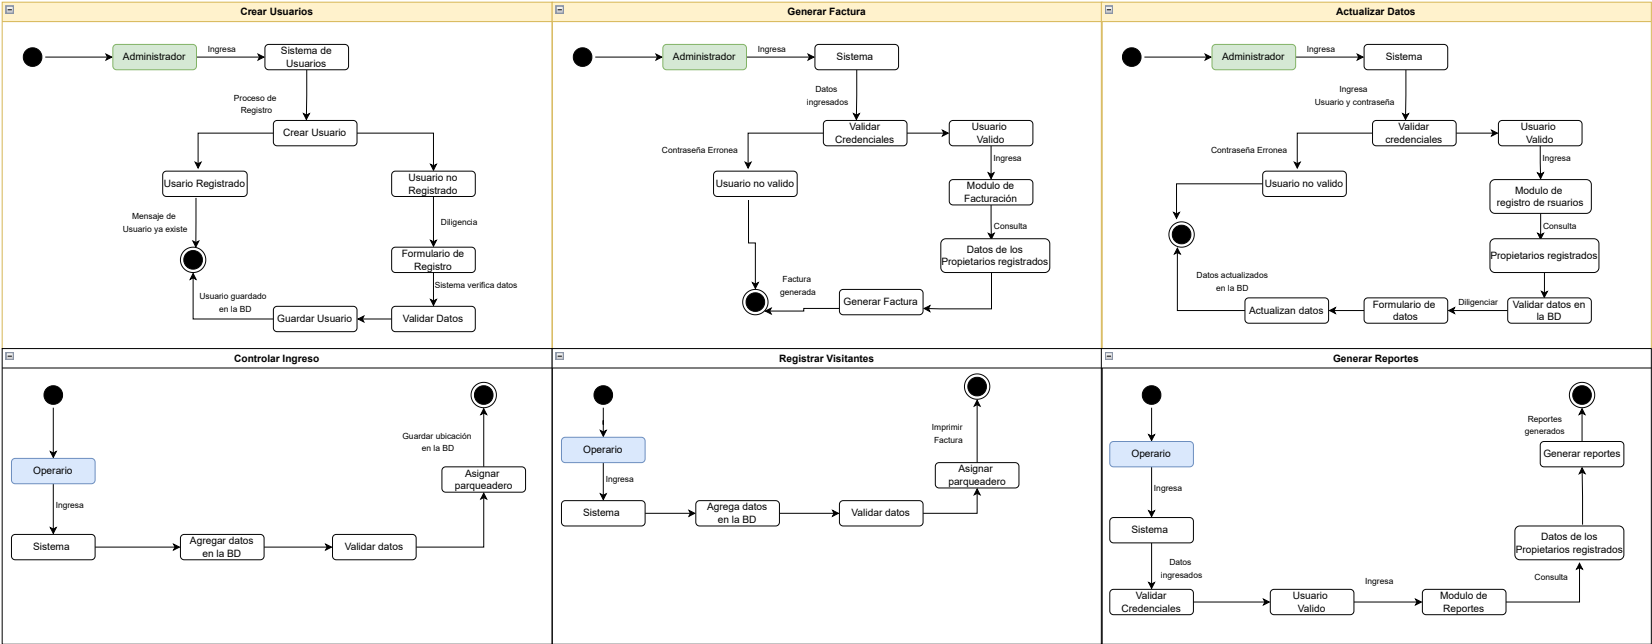 Crear Usuarios
Administrador
Ingresa
Sistema de
Usuarios
Proceso de
Registro
Crear Usuario
Usario Registrado
Usuario no
Registrado
Mensaje de
Usuario ya existe
Diligencia
Formulario de
Registro
Sistema verifica datos
Usuario guardado
en la BD
Guardar Usuario
Validar Datos
Generar Factura
Administrador
Ingresa
Sistema
Datos
ingresados
Validar
Credenciales
Usuario
Valido
Contraseña Erronea
Ingresa
Usuario no valido
Modulo de
Facturación
Consulta
Datos de los
Propietarios registrados
Factura
generada
Generar Factura
Actualizar Datos
Administrador
Ingresa
Sistema
Ingresa
Usuario y contraseña
Validar
credenciales
Usuario
Valido
Contraseña Erronea
Ingresa
Usuario no valido
Modulo de
registro de rsuarios
Consulta
Propietarios registrados
Datos actualizados
en la BD
Actualizan datos
Formulario de
datos
Diligenciar
Validar datos en
la BD
Controlar Ingreso
Operario
Ingresa
Sistema
Agregar datos
en la BD
Validar datos
Asignar
parqueadero
Guardar ubicación
en la BD
Registrar Visitantes
Operario
Ingresa
Sistema
Agrega datos
en la BD
Validar datos
Asignar
parqueadero
Imprimir
Factura
Generar Reportes
Operario
Ingresa
Sistema
Datos
ingresados
Validar
Credenciales
Usuario
Valido
Ingresa
Modulo de
Reportes
Consulta
Datos de los
Propietarios registrados
Generar reportes
Reportes
generados